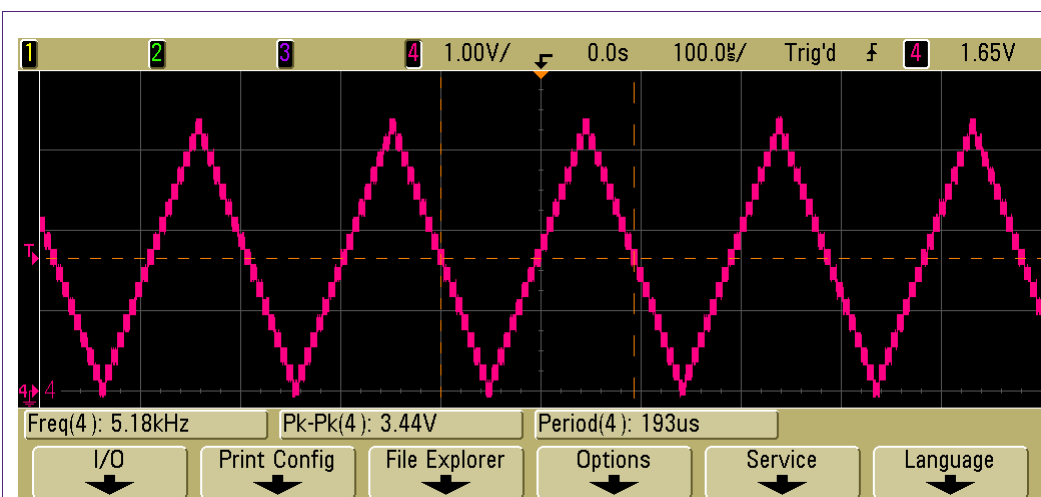 1 2 3 4 1.00V/ 0.0s 100.0µs/ Trig'd 4 1.65V
T
4 4
Freq(4): 5.18kHz Pk-Pk(4): 3.44V Period(4): 193us
I/O Print Config File Explorer Options Service Language